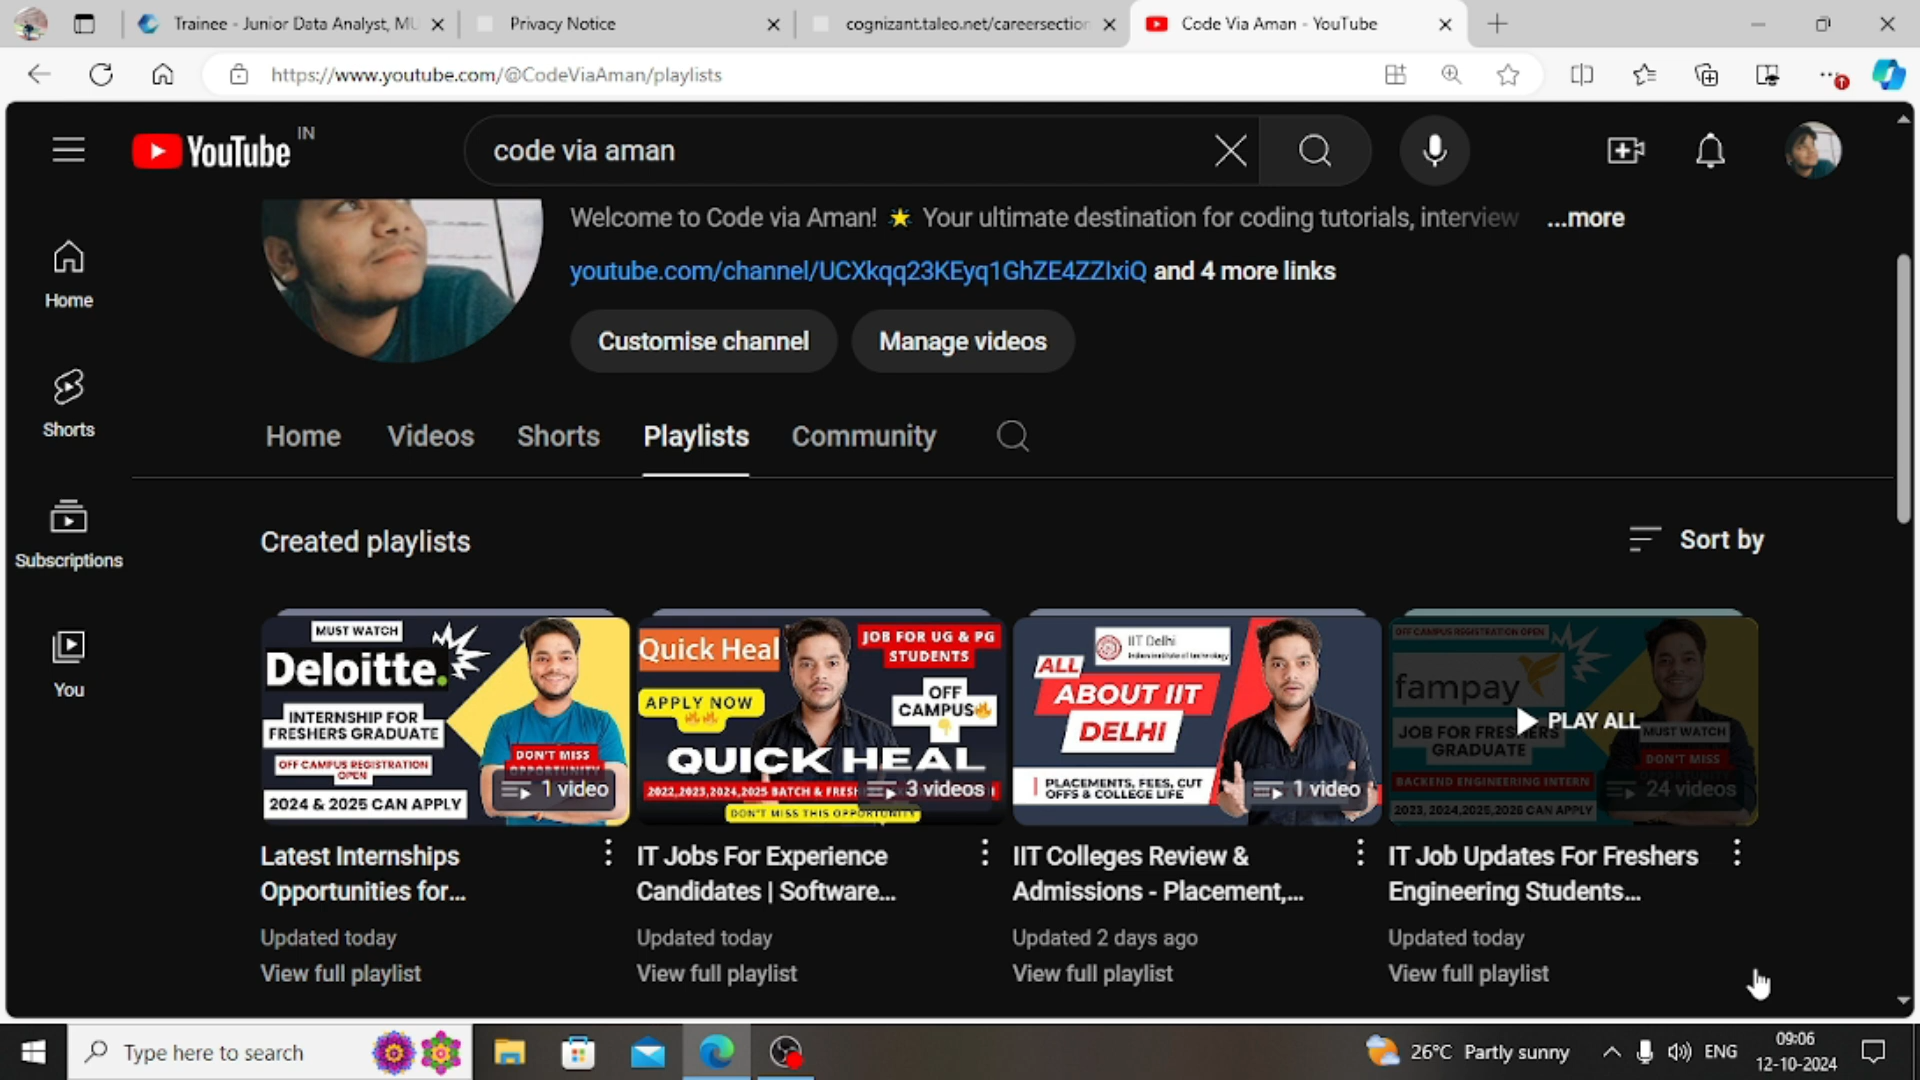 Trainee - Junior Data Analyst, MU
Privacy Notice
cognizant.taleo.net/careersection
Code Via Aman - YouTube
https://www.youtube.com/@CodeViaAman/playlists
YouTube IN
code via aman
Welcome to Code via Aman! 🌟 Your ultimate destination for coding tutorials, interview ...more
youtube.com/channel/UCXkqq23KEyq1GhZE4ZZIxiQ and 4 more links
Customise channel
Manage videos
Home
Shorts
Subscriptions
You
Home
Videos
Shorts
Playlists
Community
Created playlists
Sort by
MUST WATCH
Deloitte.
INTERNSHIP FOR
FRESHERS GRADUATE
OFF CAMPUS REGISTRATION
OPEN
2024 & 2025 CAN APPLY
DON'T MISS
OPPORTUNITY
1 video
Quick Heal
JOB FOR UG & PG
STUDENTS
APPLY NOW
🔥🔥
OFF
CAMPUS🔥
👇
QUICK HEAL
2022,2023,2024,2025 BATCH & FRESH
3 videos
DON'T MISS THIS OPPORTUNITY
IIT Delhi
ALL
ABOUT IIT
DELHI
PLACEMENTS, FEES, CUT
OFFS & COLLEGE LIFE
1 video
OFF CAMPUS REGISTRATION OPEN
fampay
JOB FOR FRESHERS
GRADUATE
PLAY ALL
MUST WATCH
DON'T MISS
BACKEND ENGINEERING INTERN
24 videos
2023, 2024,2025,2026 CAN APPLY
Latest Internships
Opportunities for...
Updated today
View full playlist
IT Jobs For Experience
Candidates | Software...
Updated today
View full playlist
IIT Colleges Review &
Admissions - Placement,...
Updated 2 days ago
View full playlist
IT Job Updates For Freshers
Engineering Students...
Updated today
View full playlist
Type here to search
26°C Partly sunny
ENG
09:06
12-10-2024